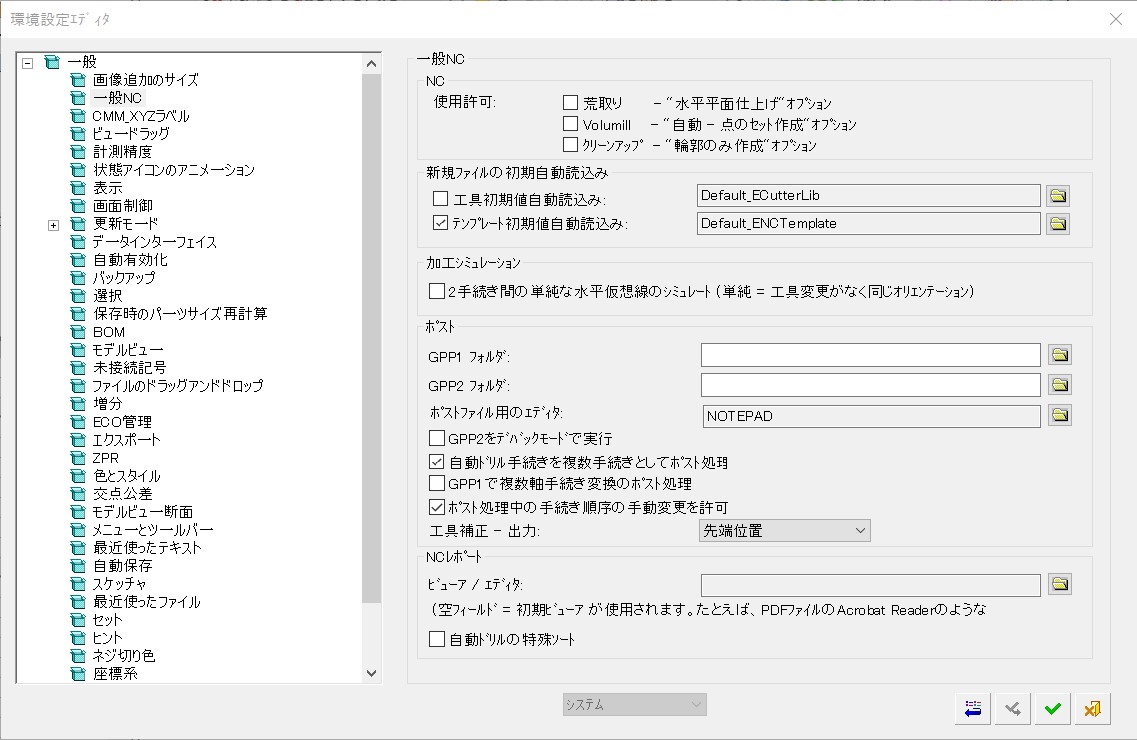 環境設定ｴﾃﾞｨﾀ
一般
画像追加のサイズ
一般NC
CMM_XYZラベル
ビュードラッグ
計測精度
状態アイコンのアニメーション
表示
画面制御
更新モード
データインターフェイス
自動有効化
バックアップ
選択
保存時のパーツサイズ再計算
BOM
モデルビュー
未接続記号
ファイルのドラッグアンドドロップ
増分
ECO管理
エクスポート
ZPR
色とスタイル
交点公差
モデルビュー断面
メニューとツールバー
最近使ったテキスト
自動保存
スケッチャ
最近使ったファイル
セット
ヒント
ネジ切り色
座標系
一般NC
NC
使用許可:
荒取り －“水平平面仕上げ”オプション
Volumill －“自動 － 点のセット作成”オプション
ｸﾘｰﾝｱｯﾌﾟ －“輪郭のみ作成”オプション
新規ファイルの初期自動読込み
工具初期値自動読込み:
Default_ECutterLib
ﾃﾝﾌﾟﾚｰﾄ初期値自動読込み:
Default_ENCTemplate
加工シミュレーション
2手続き間の単純な水平仮想線のｼﾐｭﾚｰﾄ (単純 = 工具変更がなく同じオリエンテーション)
ﾎﾟｽﾄ
GPP1 ﾌｫﾙﾀﾞ:
GPP2 ﾌｫﾙﾀﾞ:
ﾎﾟｽﾄﾌｧｲﾙ用のｴﾃﾞｨﾀ:
NOTEPAD
GPP2をﾃﾞﾊﾞｯｸﾓｰﾄﾞで実行
自動ﾄﾞﾘﾙ手続きを複数手続きとしてﾎﾟｽﾄ処理
GPP1で複数軸手続き変換のﾎﾟｽﾄ処理
ﾎﾟｽﾄ処理中の手続き順序の手動変更を許可
工具補正 － 出力:
先端位置
NCﾚﾎﾟｰﾄ
ﾋﾞｭｰｱ / ｴﾃﾞｨﾀ:
(空フィールド = 初期ﾋﾞｭｰｱ が使用されます。たとえば、PDFﾌｧｲﾙのAcrobat Readerのような
自動ﾄﾞﾘﾙの特殊ｿｰﾄ
システム